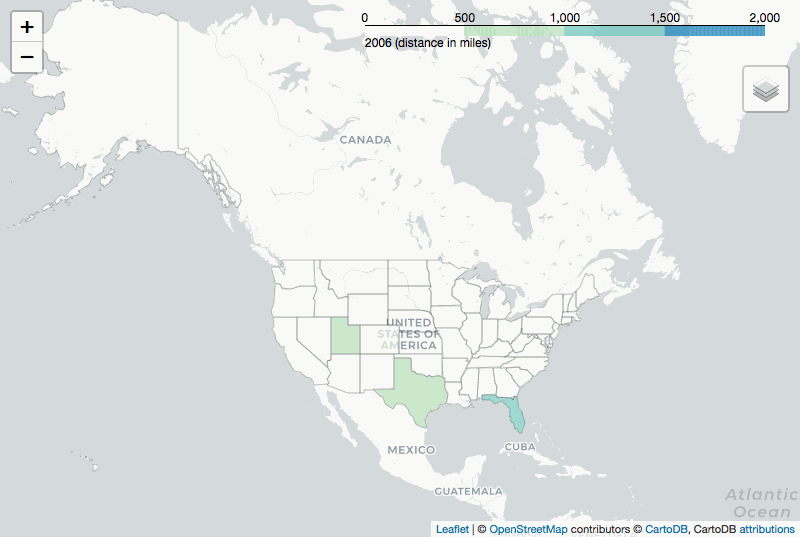 +
−
0 500 1,000 1,500 2,000
2006 (distance in miles)
CANADA
UNITED
STATES OF
AMERICA
MEXICO
CUBA
GUATEMALA
Atlantic
Ocean
Leaflet | © OpenStreetMap contributors © CartoDB, CartoDB attributions